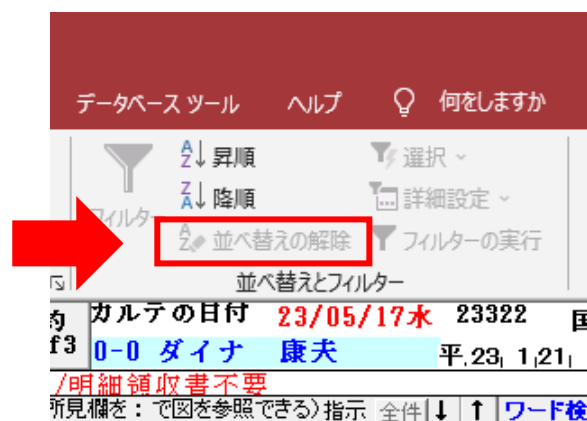 データベース ツール ヘルプ 何をしますか
昇順 選択
降順 詳細設定
フィルター
並べ替えの解除 フィルターの実行
並べ替えとフィルター
カルテの日付 23/05/17水 23322
f3 0-0 ダイナ 康夫 平.23 1 21
/明細領収書不要
所見欄を：で図を参照できる)指示 全件 ⬇ ⬆ ワード検